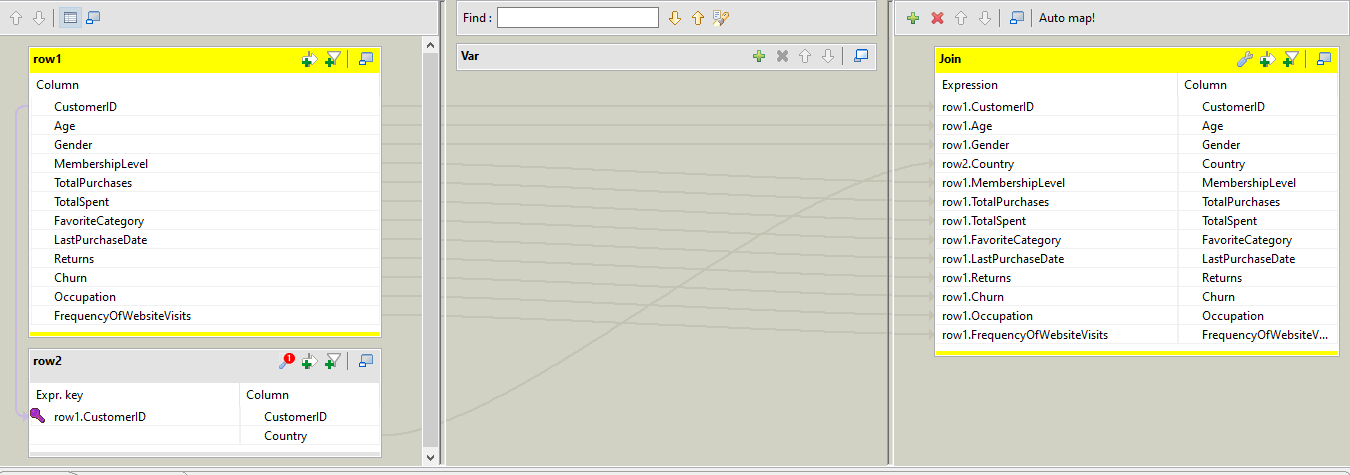 Find :
Auto map!
row1
Column
CustomerID
Age
Gender
MembershipLevel
TotalPurchases
TotalSpent
FavoriteCategory
LastPurchaseDate
Returns
Churn
Occupation
FrequencyOfWebsiteVisits
row2
1
Expr. key Column
row1.CustomerID CustomerID
Country
Var
Join
Expression Column
row1.CustomerID CustomerID
row1.Age Age
row1.Gender Gender
row2.Country Country
row1.MembershipLevel MembershipLevel
row1.TotalPurchases TotalPurchases
row1.TotalSpent TotalSpent
row1.FavoriteCategory FavoriteCategory
row1.LastPurchaseDate LastPurchaseDate
row1.Returns Returns
row1.Churn Churn
row1.Occupation Occupation
row1.FrequencyOfWebsiteVisits FrequencyOfWebsiteV...